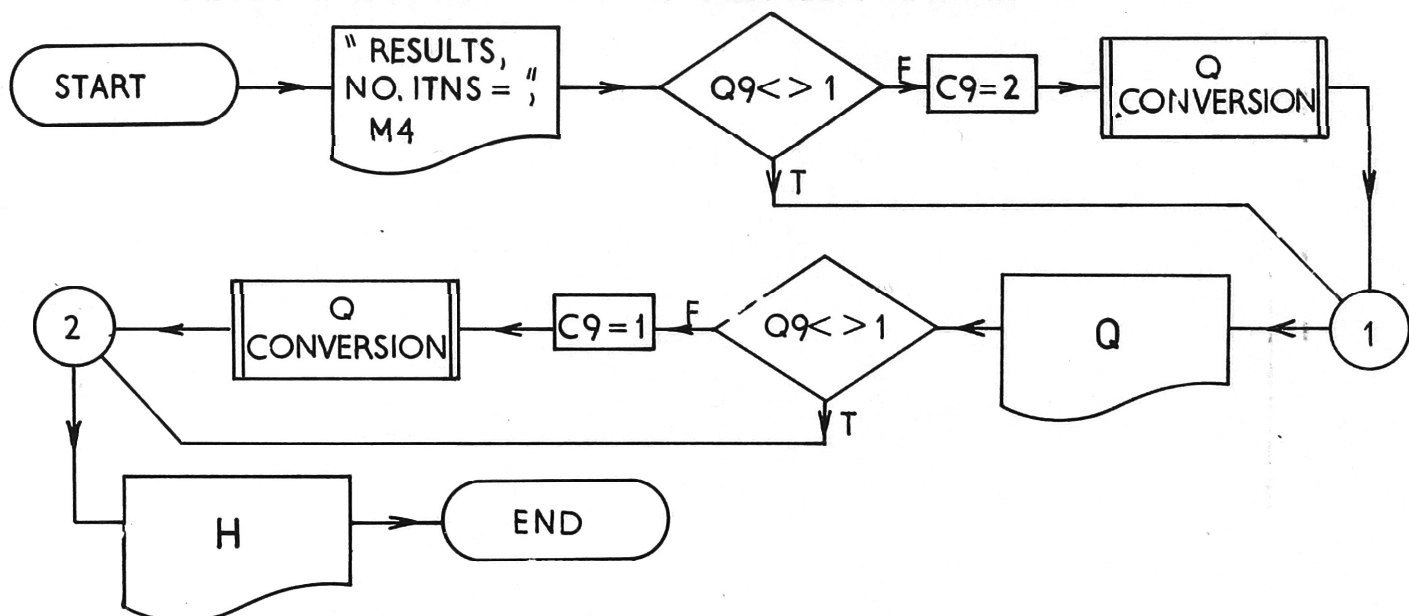 START
" RESULTS,
NO. ITNS = ",
M4
Q9<>1
F
C9=2
Q
CONVERSION
T
1
Q
Q9<>1
F
C9=1
Q
CONVERSION
2
T
H
END